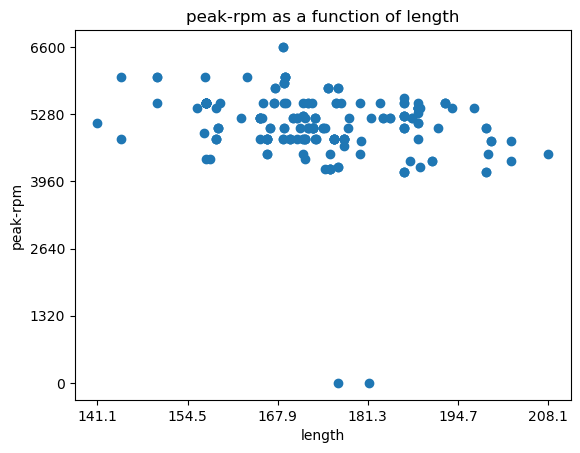 peak-rpm as a function of length
6600
5280
3960
2640
1320
0
peak-rpm
141.1 154.5 167.9 181.3 194.7 208.1
length